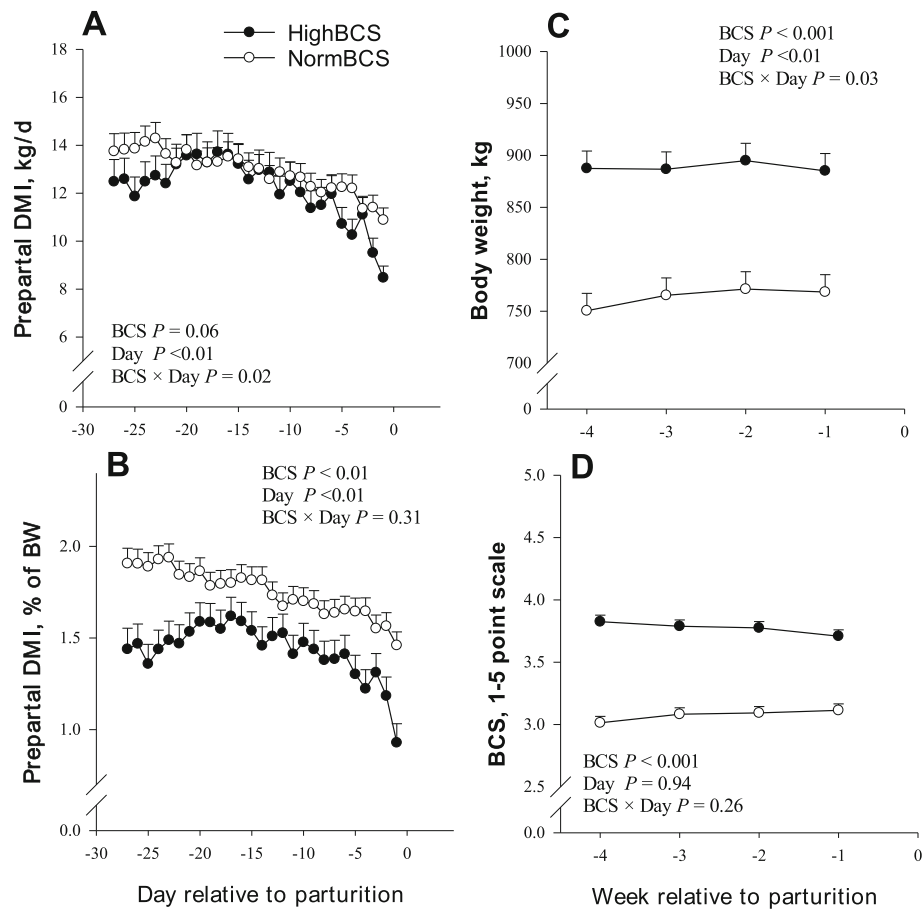 A
HighBCS
NormBCS
18
16
14
12
10
8
6
0
Prepartal DMI, kg/d
BCS P = 0.06
Day P <0.01
BCS × Day P = 0.02
-30 -25 -20 -15 -10 -5 0
C
BCS P < 0.001
Day P <0.01
BCS × Day P = 0.03
1000
950
900
850
800
750
700
0
Body weight, kg
-4 -3 -2 -1 0
B
BCS P < 0.01
Day P <0.01
BCS × Day P = 0.31
2.0
1.5
1.0
0.0
Prepartal DMI, % of BW
-30 -25 -20 -15 -10 -5 0
Day relative to parturition
D
5.0
4.5
4.0
3.5
3.0
2.5
0.0
BCS, 1-5 point scale
BCS P < 0.001
Day P = 0.94
BCS × Day P = 0.26
-4 -3 -2 -1 0
Week relative to parturition